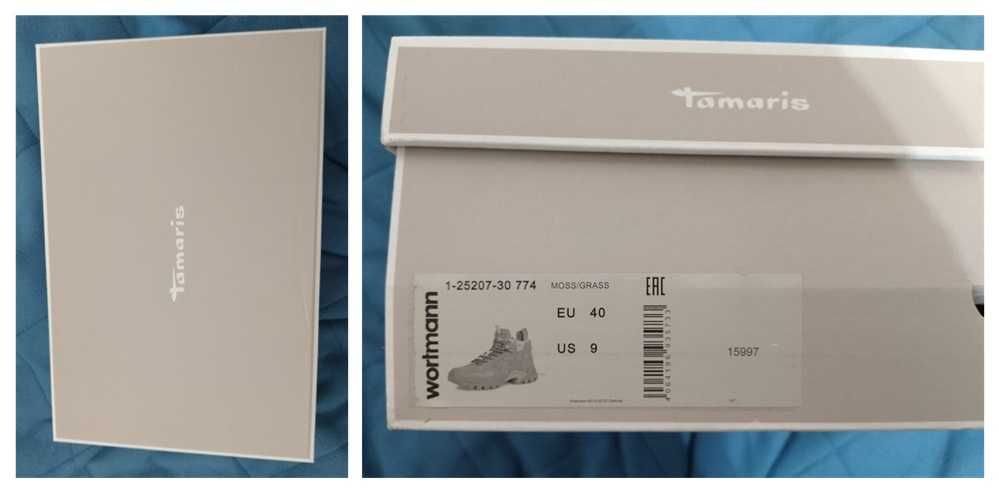 tamaris
tamaris
wortmann
1-25207-30 774 MOSS/GRASS
EAC
EU 40
US 9
15997